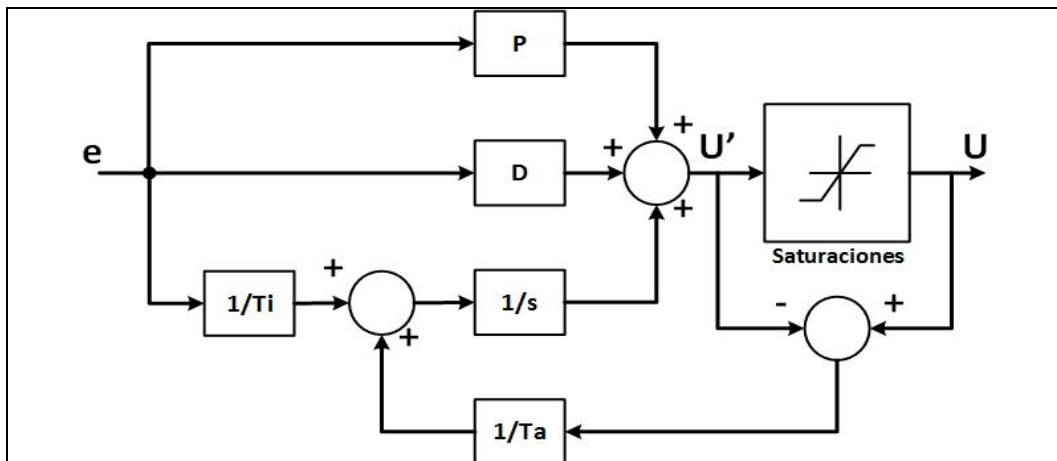 P
+
e
+
U’
U
D
+
Saturaciones
+
1/Ti
1/s
-
+
+
1/Ta